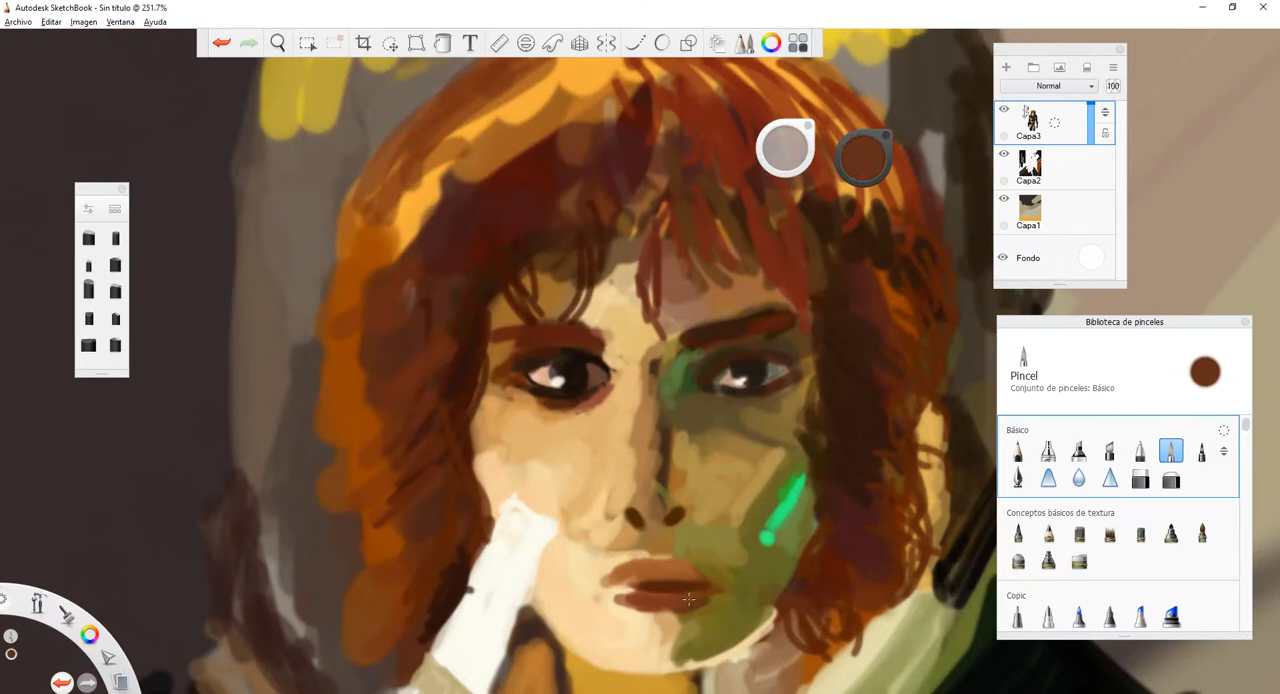 Autodesk SketchBook - Sin título @ 251.7%
Archivo Editar Imagen Ventana Ayuda
T
Normal
100
Capa3
Capa2
Capa1
Fondo
Biblioteca de pinceles
Pincel
Conjunto de pinceles: Básico
Básico
Conceptos básicos de textura
Copic